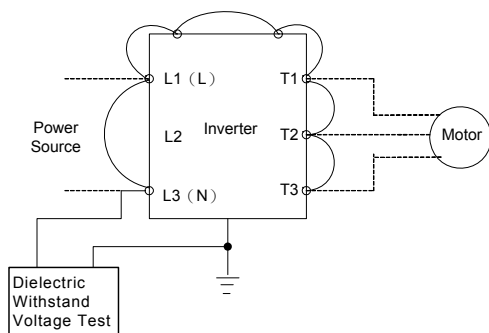 L1 (L)
T1
Power
Source
L2
Inverter
T2
Motor
L3 (N)
T3
Dielectric
Withstand
Voltage Test